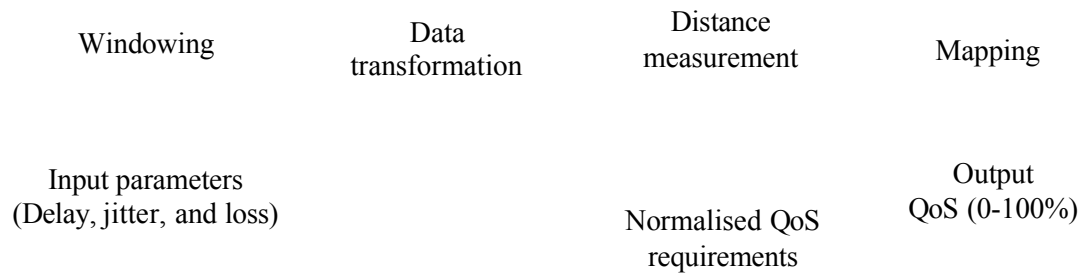 Windowing
Data
transformation
Distance
measurement
Mapping
Input parameters
(Delay, jitter, and loss)
Normalised QoS
requirements
Output
QoS (0-100%)